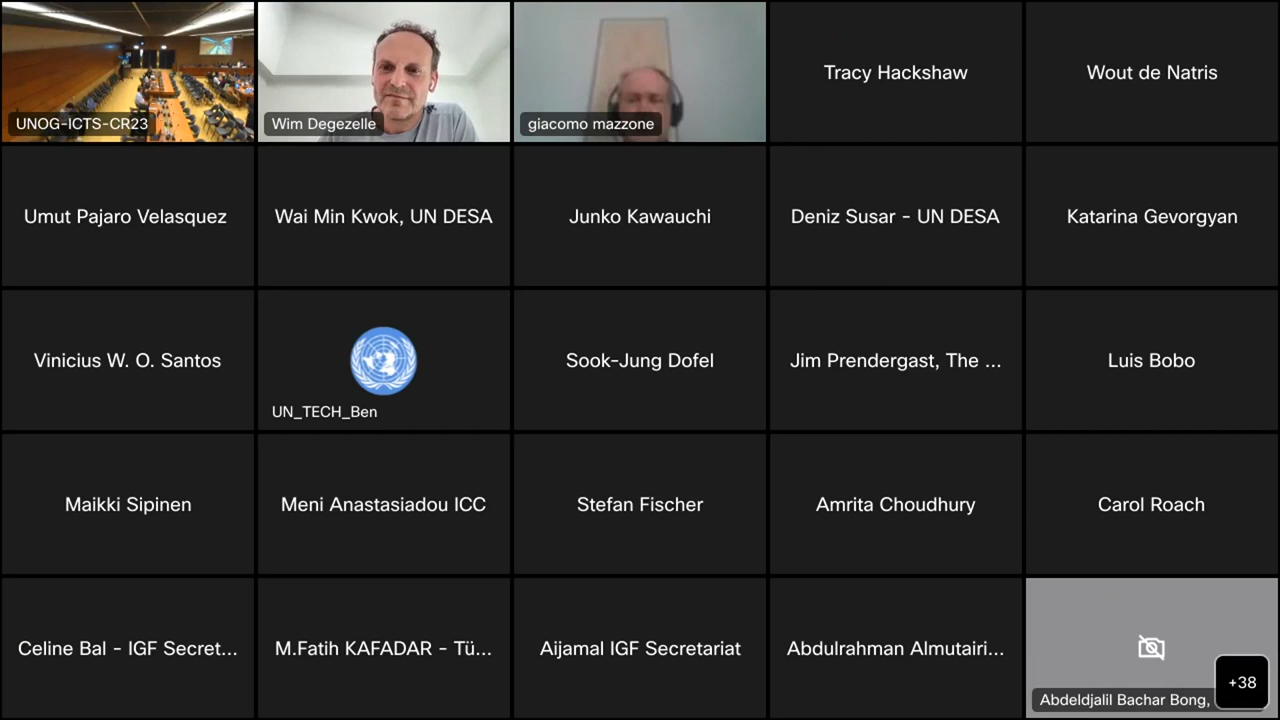 UNOG-ICTS-CR23
Wim Degezelle
giacomo mazzone
Tracy Hackshaw
Wout de Natris
Umut Pajaro Velasquez
Wai Min Kwok, UN DESA
Junko Kawauchi
Deniz Susar - UN DESA
Katarina Gevorgyan
Vinicius W. O. Santos
UN_TECH_Ben
Sook-Jung Dofel
Jim Prendergast, The ...
Luis Bobo
Maikki Sipinen
Meni Anastasiadou ICC
Stefan Fischer
Amrita Choudhury
Carol Roach
Celine Bal - IGF Secret...
M.Fatih KAFADAR - Tü...
Aijamal IGF Secretariat
Abdulrahman Almutairi...
Abdeldjalil Bachar Bong,
+38